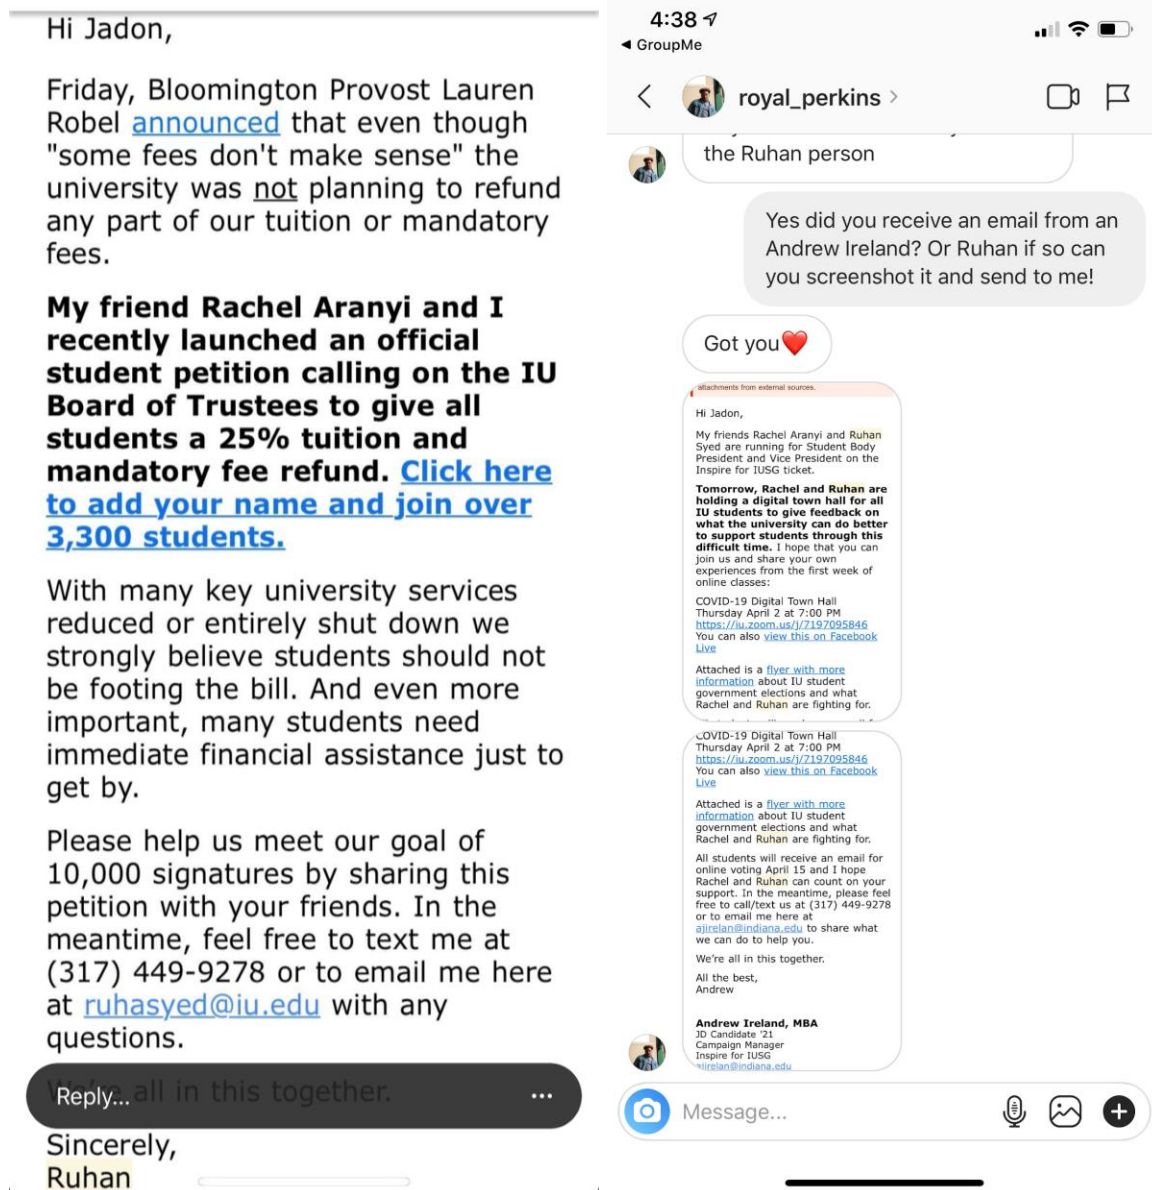 Hi Jadon,
Friday, Bloomington Provost Lauren
Robel announced that even though
"some fees don't make sense" the
university was not planning to refund
any part of our tuition or mandatory
fees.
My friend Rachel Aranyi and I
recently launched an official
student petition calling on the IU
Board of Trustees to give all
students a 25% tuition and
mandatory fee refund. Click here
to add your name and join over
3,300 students.
With many key university services
reduced or entirely shut down we
strongly believe students should not
be footing the bill. And even more
important, many students need
immediate financial assistance just to
get by.
Please help us meet our goal of
10,000 signatures by sharing this
petition with your friends. In the
meantime, feel free to text me at
(317) 449-9278 or to email me here
at ruhasyed@iu.edu with any
questions.
We're all in this together.
Reply...
Sincerely,
Ruhan
4:38
GroupMe
royal_perkins
the Ruhan person
Yes did you receive an email from an
Andrew Ireland? Or Ruhan if so can
you screenshot it and send to me!
Got you❤️
attachments from external sources.
Hi Jadon,
My friends Rachel Aranyi and Ruhan
Syed are running for Student Body
President and Vice President on the
Inspire for IUSG ticket.
Tomorrow, Rachel and Ruhan are
holding a digital town hall for all
IU students to give feedback on
what the university can do better
to support students through this
difficult time. I hope that you can
join us and share your own
experiences from the first week of
online classes:
COVID-19 Digital Town Hall
Thursday April 2 at 7:00 PM
https://iu.zoom.us/j/7197095846
You can also view this on Facebook
Live
Attached is a flyer with more
information about IU student
government elections and what
Rachel and Ruhan are fighting for.
COVID-19 Digital Town Hall
Thursday April 2 at 7:00 PM
https://iu.zoom.us/j/7197095846
You can also view this on Facebook
Live
Attached is a flyer with more
information about IU student
government elections and what
Rachel and Ruhan are fighting for.
All students will receive an email for
online voting April 15 and I hope
Rachel and Ruhan can count on your
support. In the meantime, please feel
free to call/text us at (317) 449-9278
or to email me here at
ajirelan@indiana.edu to share what
we can do to help you.
We're all in this together.
All the best,
Andrew
Andrew Ireland, MBA
JD Candidate '21
Campaign Manager
Inspire for IUSG
ajirelan@indiana.edu
Message...